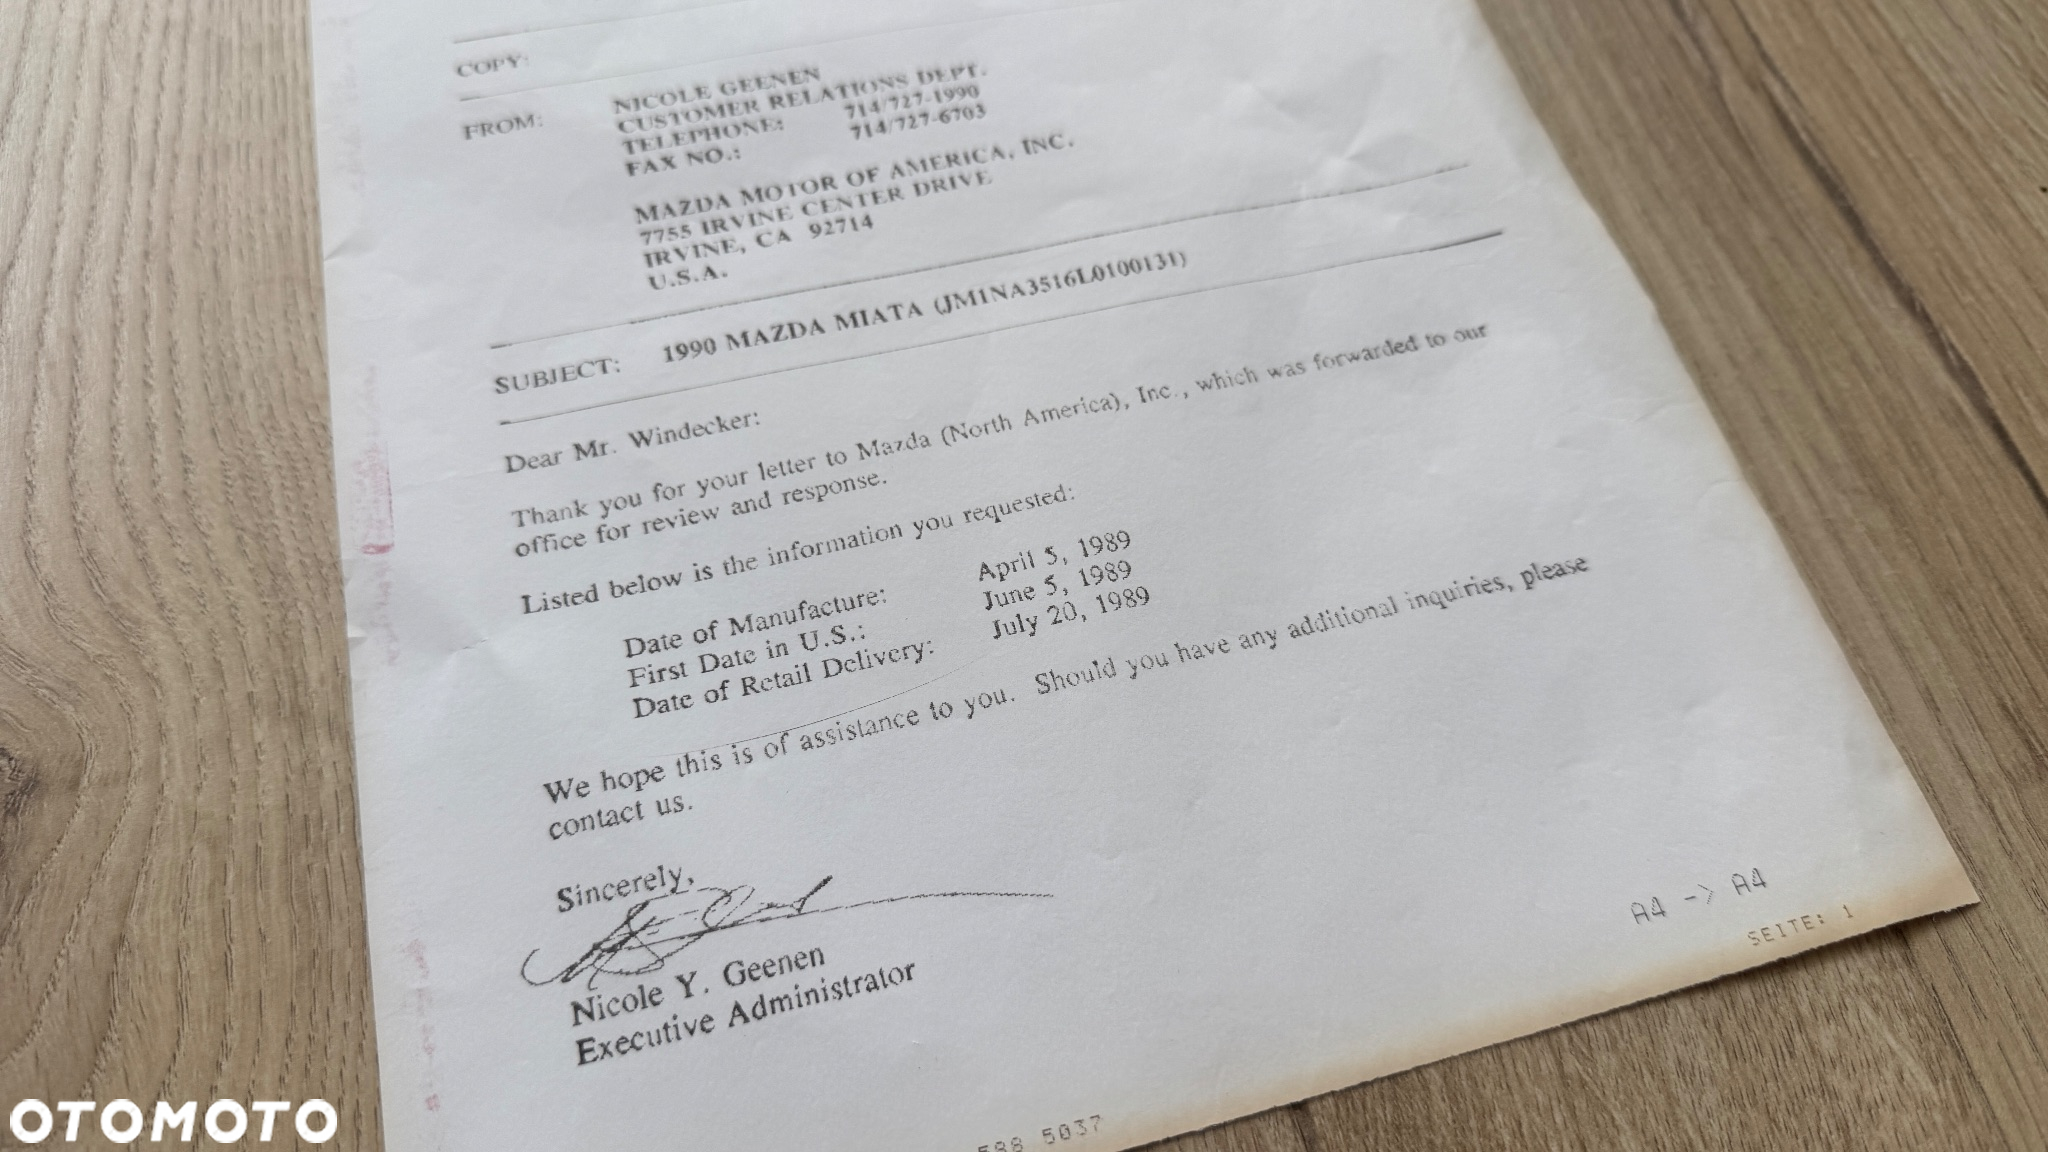 COPY:
FROM: NICOLE GEENEN
CUSTOMER RELATIONS DEPT.
TELEPHONE: 714/727-1990
FAX NO.: 714/727-6703
MAZDA MOTOR OF AMERICA, INC.
7755 IRVINE CENTER DRIVE
IRVINE, CA 92714
U.S.A.
SUBJECT: 1990 MAZDA MIATA (JM1NA3516L0100131)
Dear Mr. Windecker:
Thank you for your letter to Mazda (North America), Inc., which was forwarded to our
office for review and response.
Listed below is the information you requested:
Date of Manufacture: April 5, 1989
First Date in U.S.: June 5, 1989
Date of Retail Delivery: July 20, 1989
We hope this is of assistance to you. Should you have any additional inquiries, please
contact us.
Sincerely,
Nicole Y. Geenen
Executive Administrator
A4 -> A4
SEITE: 1
5037
OTOMOTO